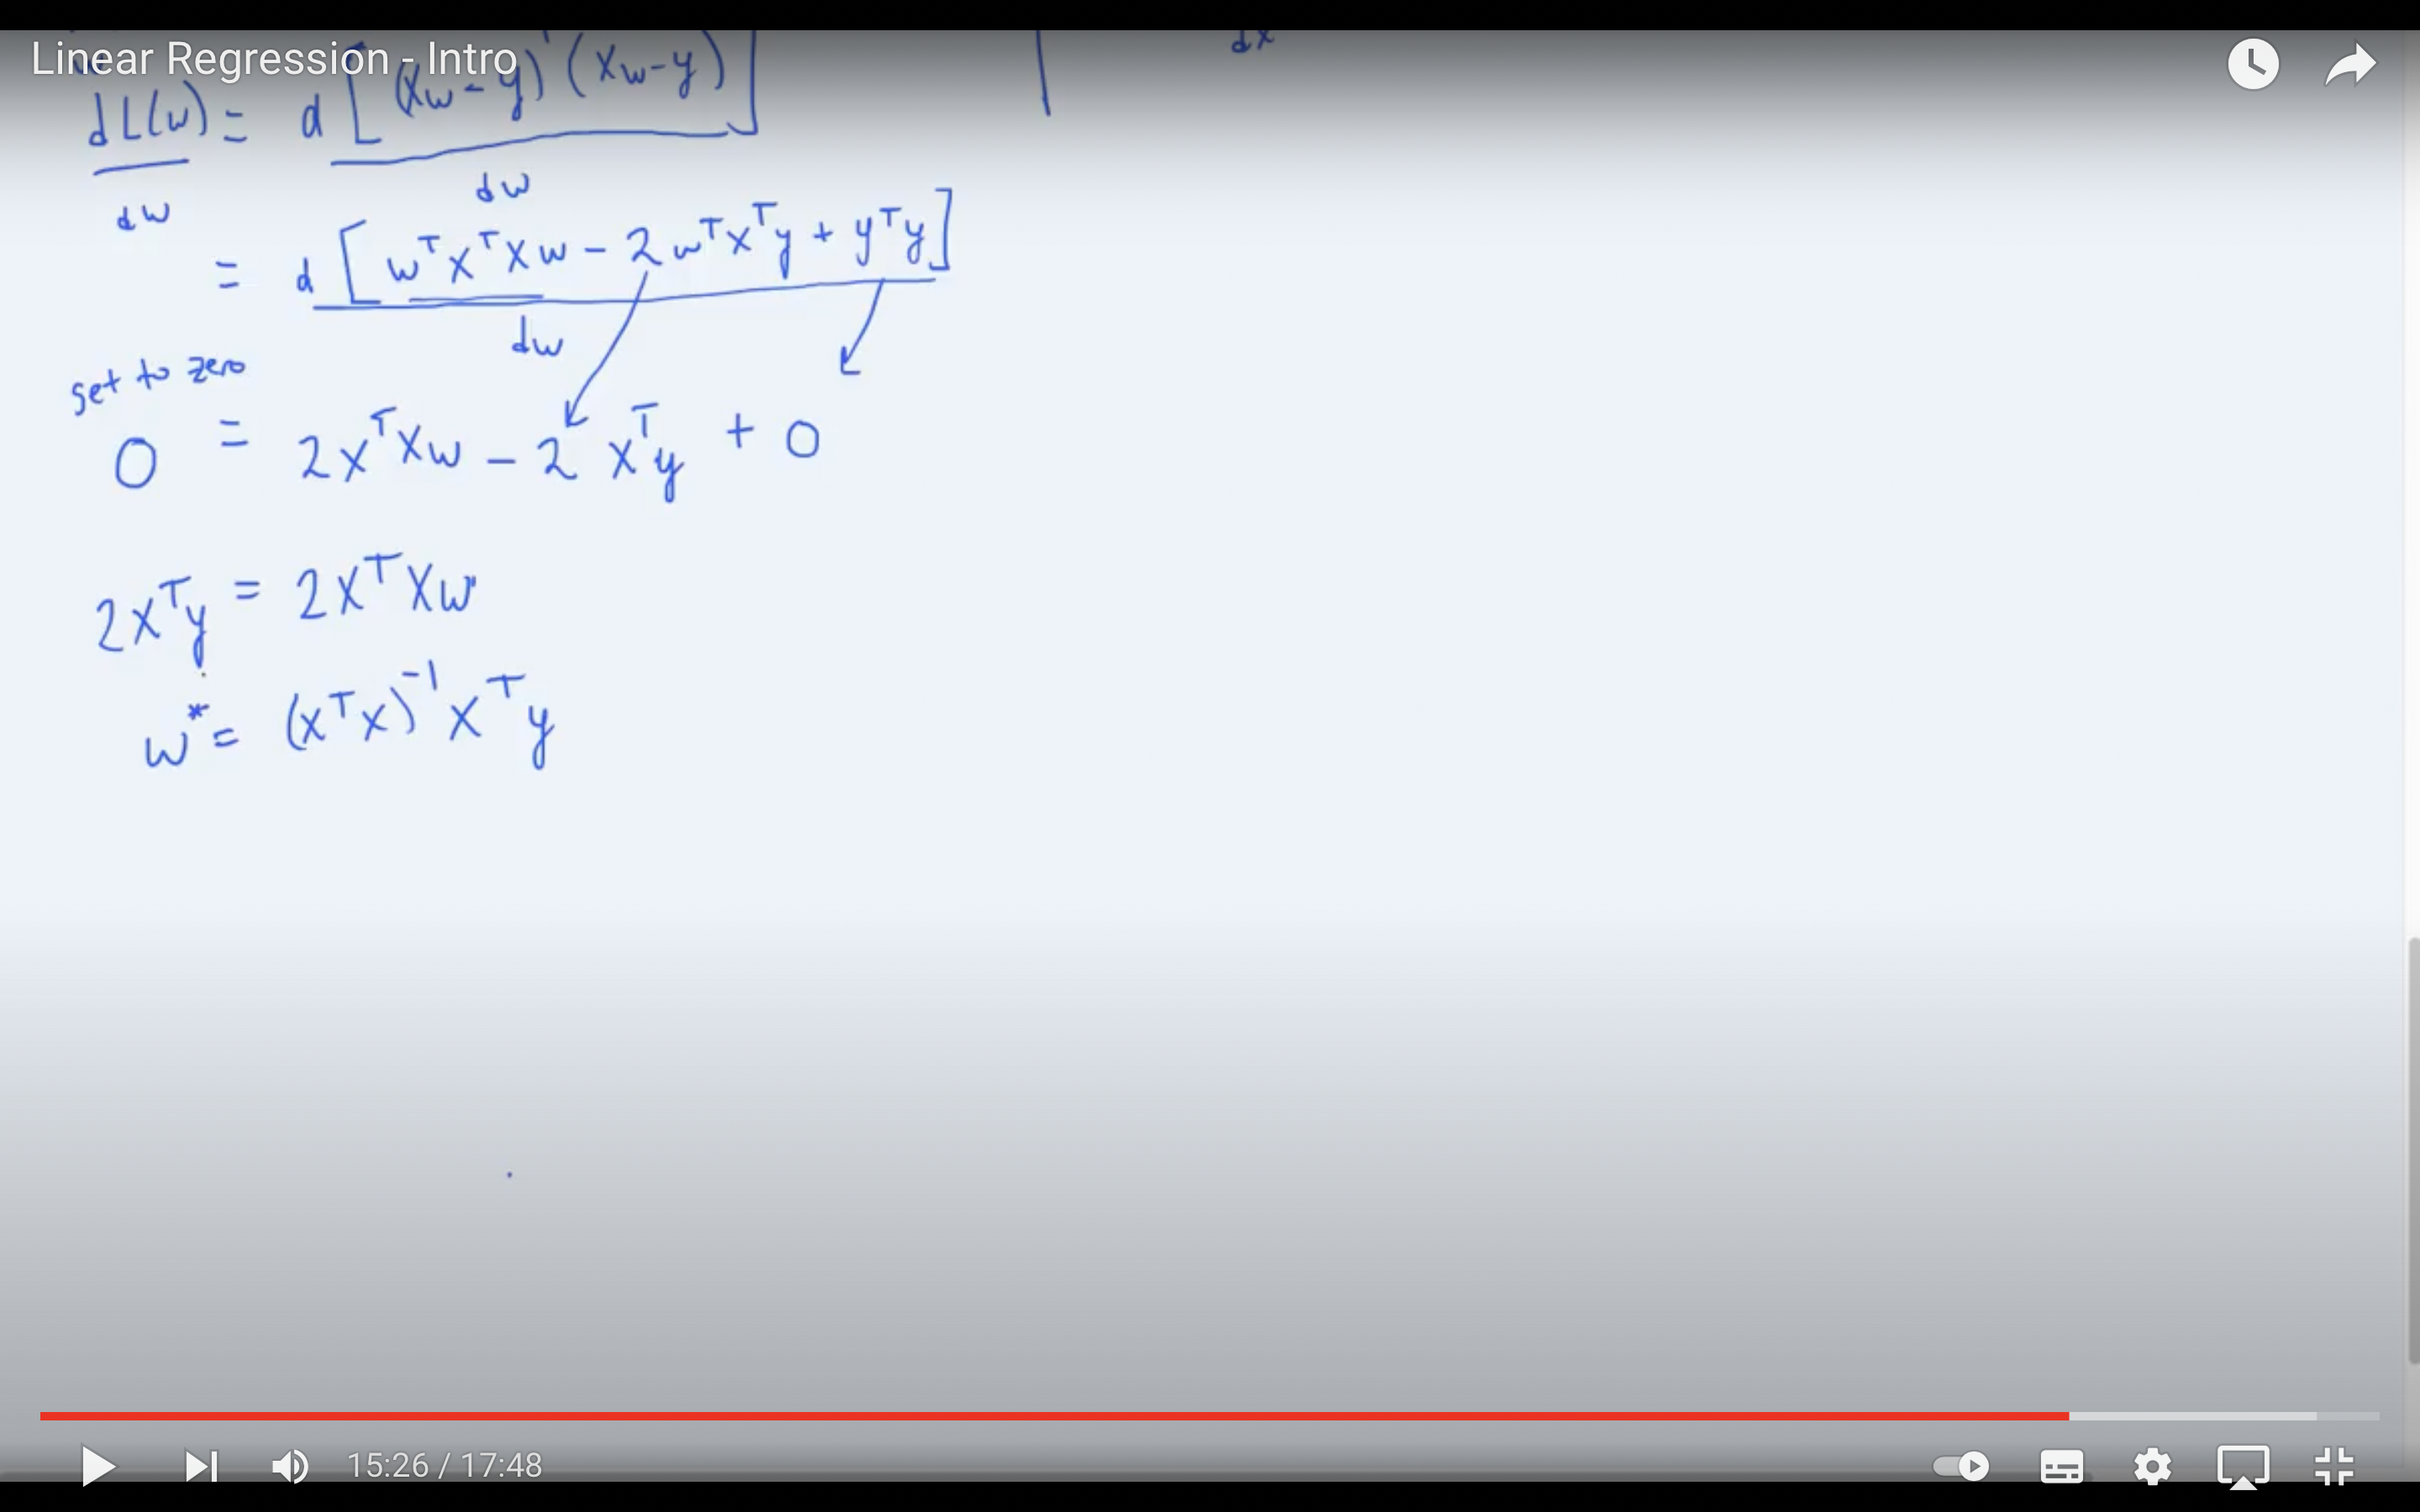 Linear Regression - Intro
dx
dL(w) = d[(Xw-y)ᵀ(Xw-y)]
dw dw
= d[wᵀXᵀXw - 2wᵀXᵀy + yᵀy]
dw
set to zero
0 = 2XᵀXw - 2Xᵀy + 0
2Xᵀy = 2XᵀXw
w* = (XᵀX)⁻¹Xᵀy
15:26 / 17:48